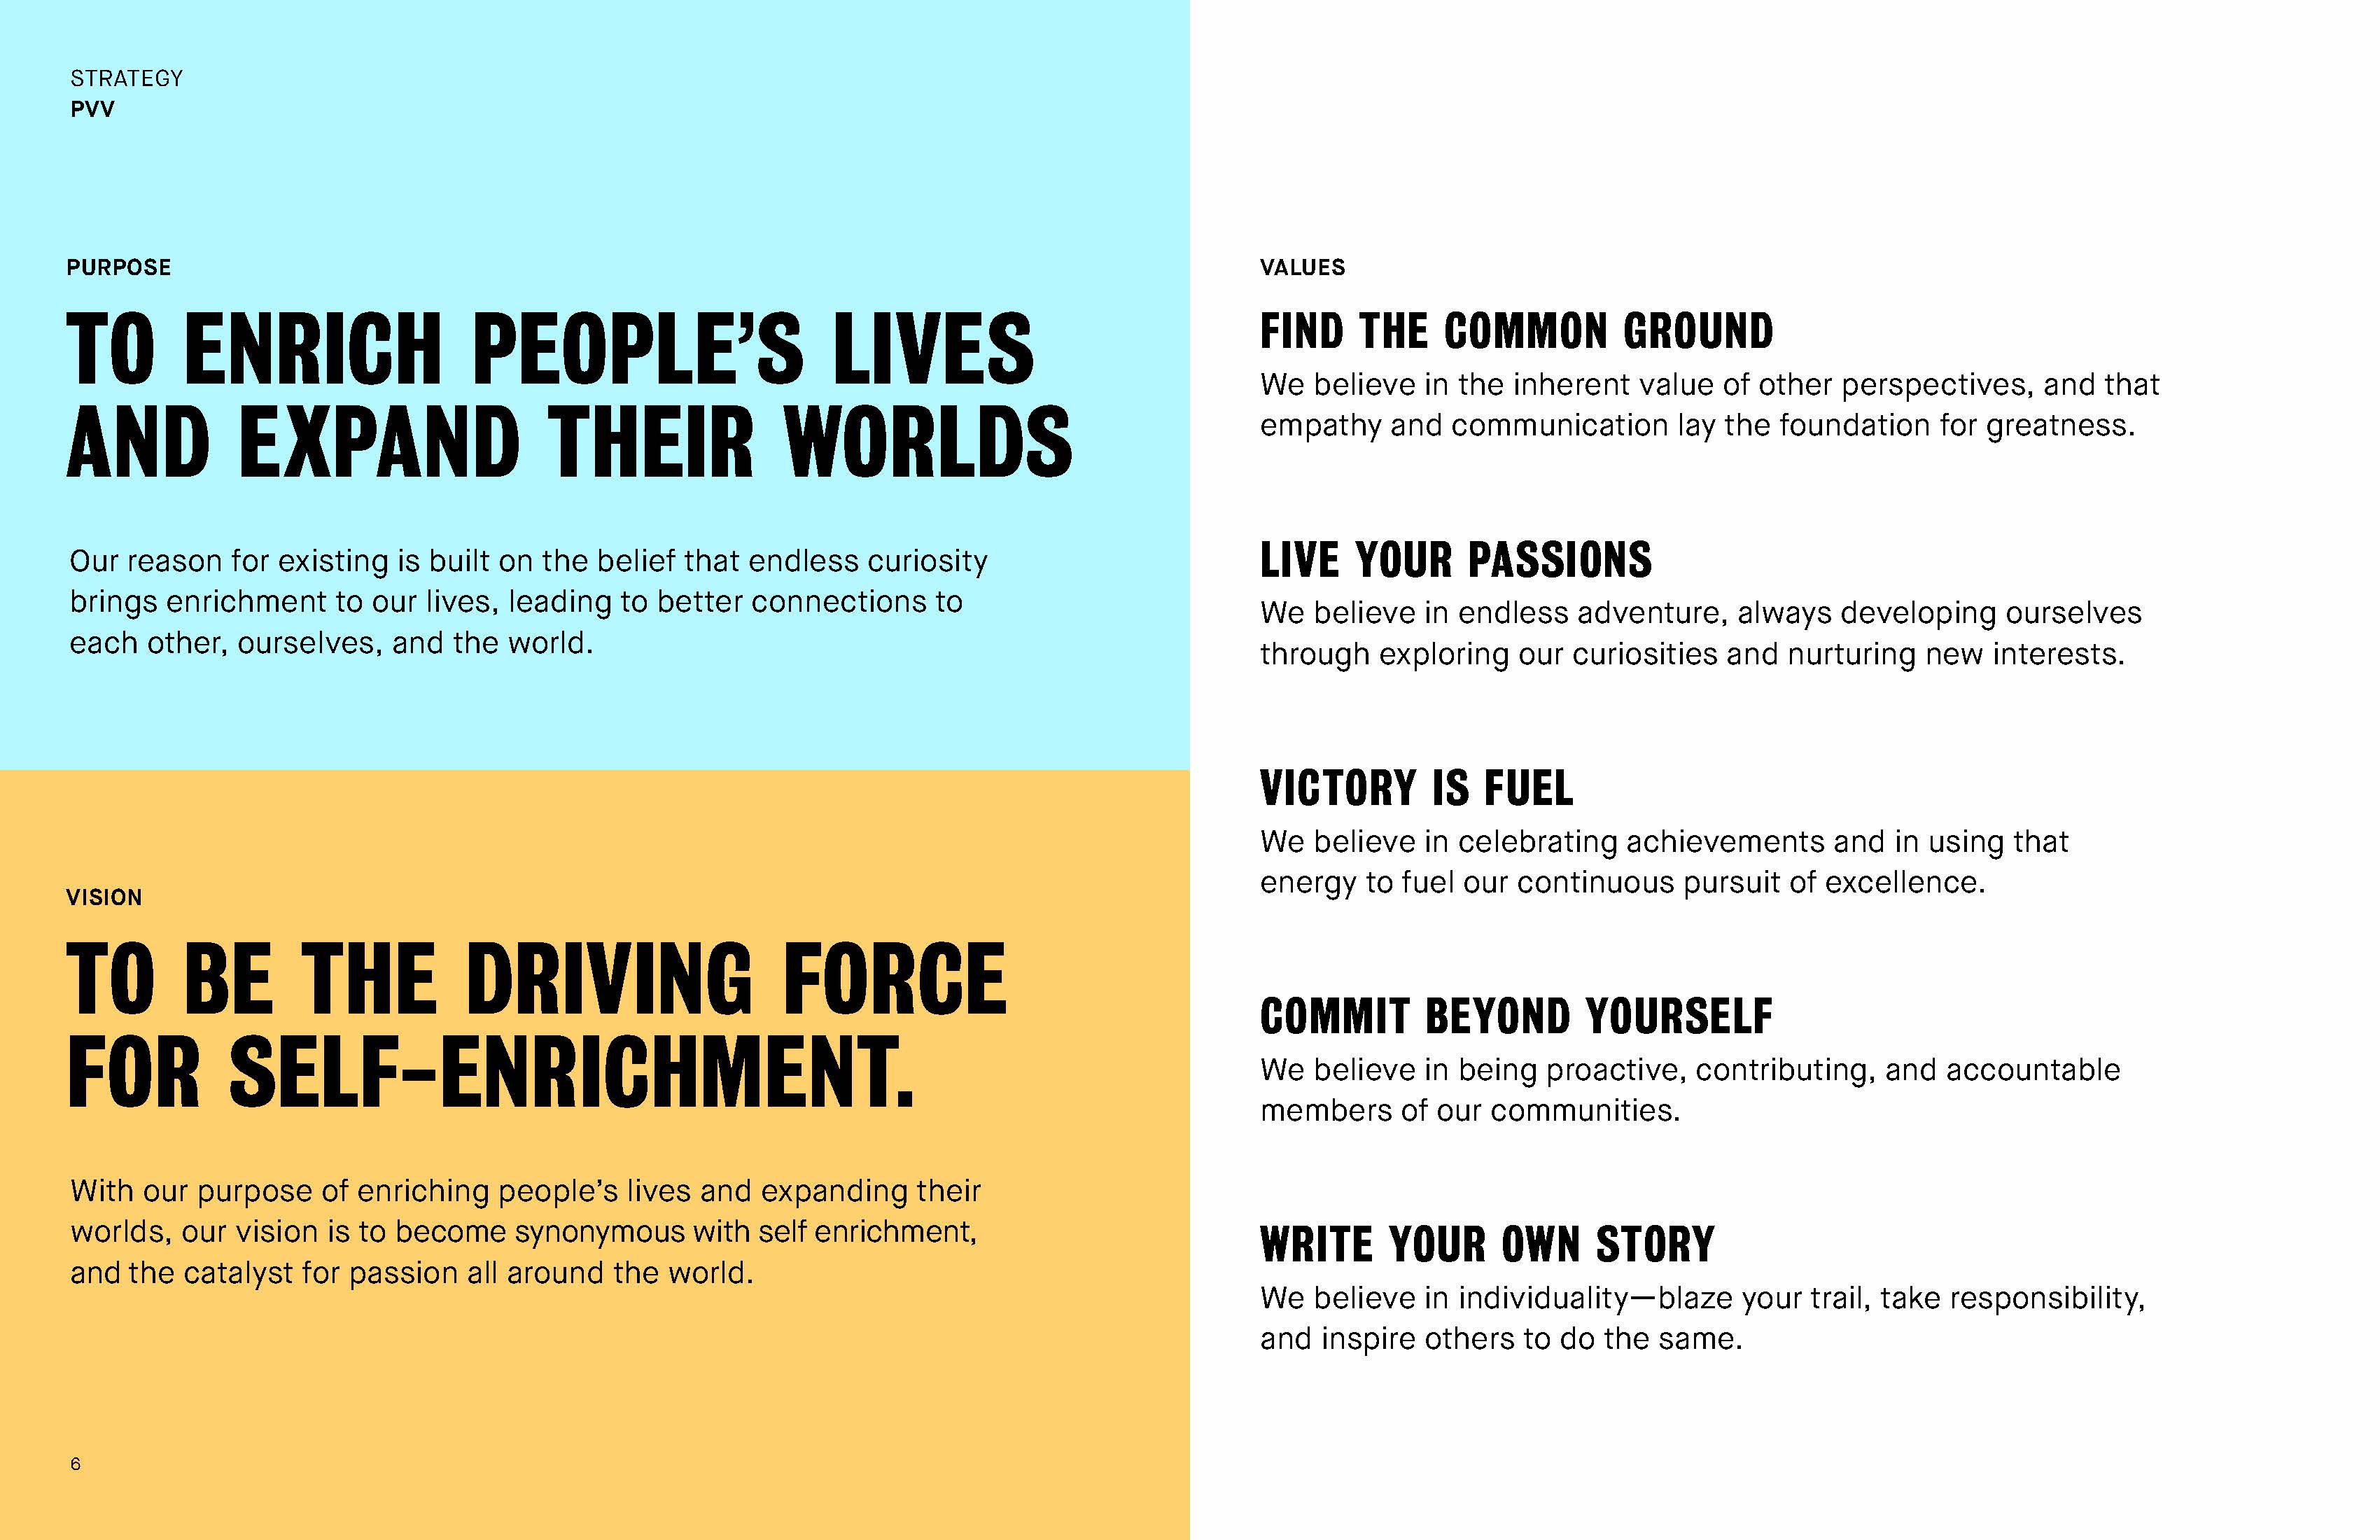 STRATEGY
PVV
PURPOSE
TO ENRICH PEOPLE’S LIVES
AND EXPAND THEIR WORLDS
Our reason for existing is built on the belief that endless curiosity
brings enrichment to our lives, leading to better connections to
each other, ourselves, and the world.
VISION
TO BE THE DRIVING FORCE
FOR SELF–ENRICHMENT.
With our purpose of enriching people’s lives and expanding their
worlds, our vision is to become synonymous with self enrichment,
and the catalyst for passion all around the world.
6
VALUES
FIND THE COMMON GROUND
We believe in the inherent value of other perspectives, and that
empathy and communication lay the foundation for greatness.
LIVE YOUR PASSIONS
We believe in endless adventure, always developing ourselves
through exploring our curiosities and nurturing new interests.
VICTORY IS FUEL
We believe in celebrating achievements and in using that
energy to fuel our continuous pursuit of excellence.
COMMIT BEYOND YOURSELF
We believe in being proactive, contributing, and accountable
members of our communities.
WRITE YOUR OWN STORY
We believe in individuality—blaze your trail, take responsibility,
and inspire others to do the same.